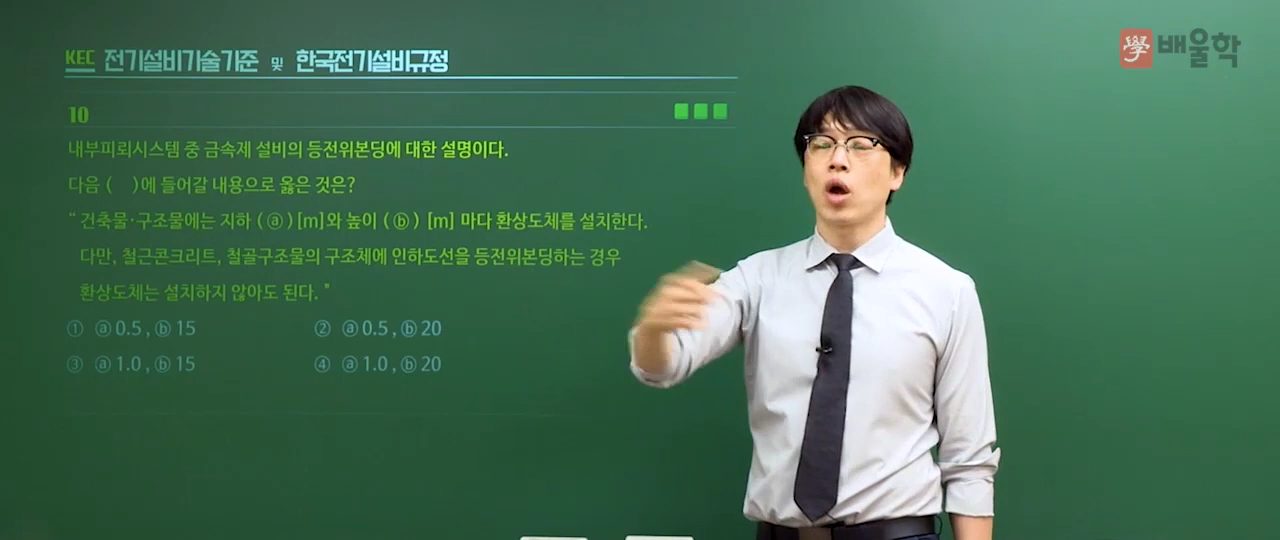 KEC 전기설비기술기준 및 한국전기설비규정
學 배울학
10
내부피뢰시스템 중 금속제 설비의 등전위본딩에 대한 설명이다.
다음 ( )에 들어갈 내용으로 옳은 것은?
“ 건축물·구조물에는 지하 ( ⓐ ) [m]와 높이 ( ⓑ ) [m] 마다 환상도체를 설치한다.
다만, 철근콘크리트, 철골구조물의 구조체에 인하도선을 등전위본딩하는 경우
환상도체는 설치하지 않아도 된다. ”
① ⓐ 0.5 , ⓑ 15 ② ⓐ 0.5 , ⓑ 20
③ ⓐ 1.0 , ⓑ 15 ④ ⓐ 1.0 , ⓑ 20